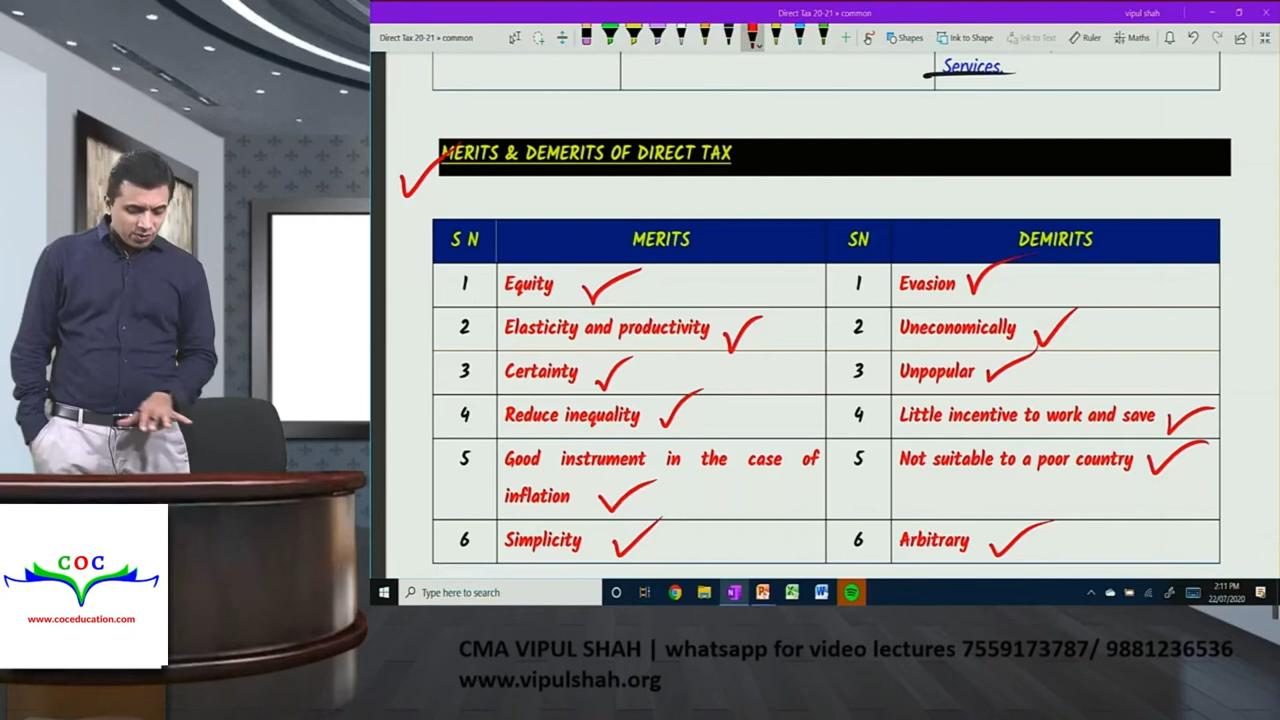 Direct Tax 20-21 » common
vipul shah
Direct Tax 20-21 » common
Shapes
Ink to Shape
Ink to Text
Ruler
Maths
Services.
MERITS & DEMERITS OF DIRECT TAX
S N MERITS SN DEMIRITS
1 Equity 1 Evasion
2 Elasticity and productivity 2 Uneconomically
3 Certainty 3 Unpopular
4 Reduce inequality 4 Little incentive to work and save
5 Good instrument in the case of 5 Not suitable to a poor country
inflation
6 Simplicity 6 Arbitrary
Type here to search
2:11 PM
22/07/2020
COC
www.coceducation.com
CMA VIPUL SHAH | whatsapp for video lectures 7559173787/ 9881236536
www.vipulshah.org